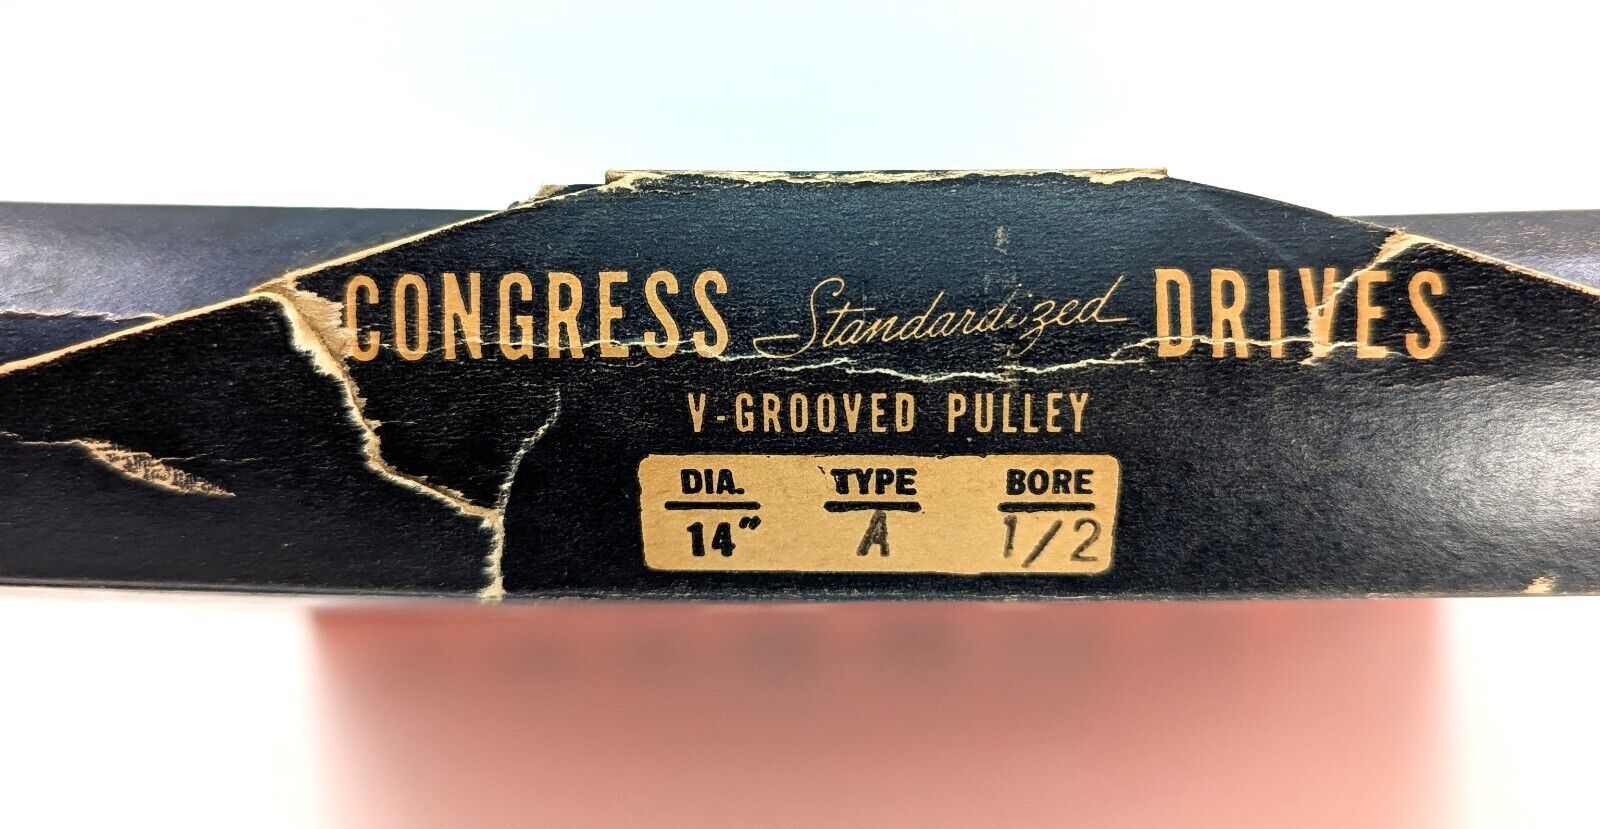 CONGRESS Standardized DRIVES
V-GROOVED PULLEY
DIA. TYPE BORE
14" A 1/2